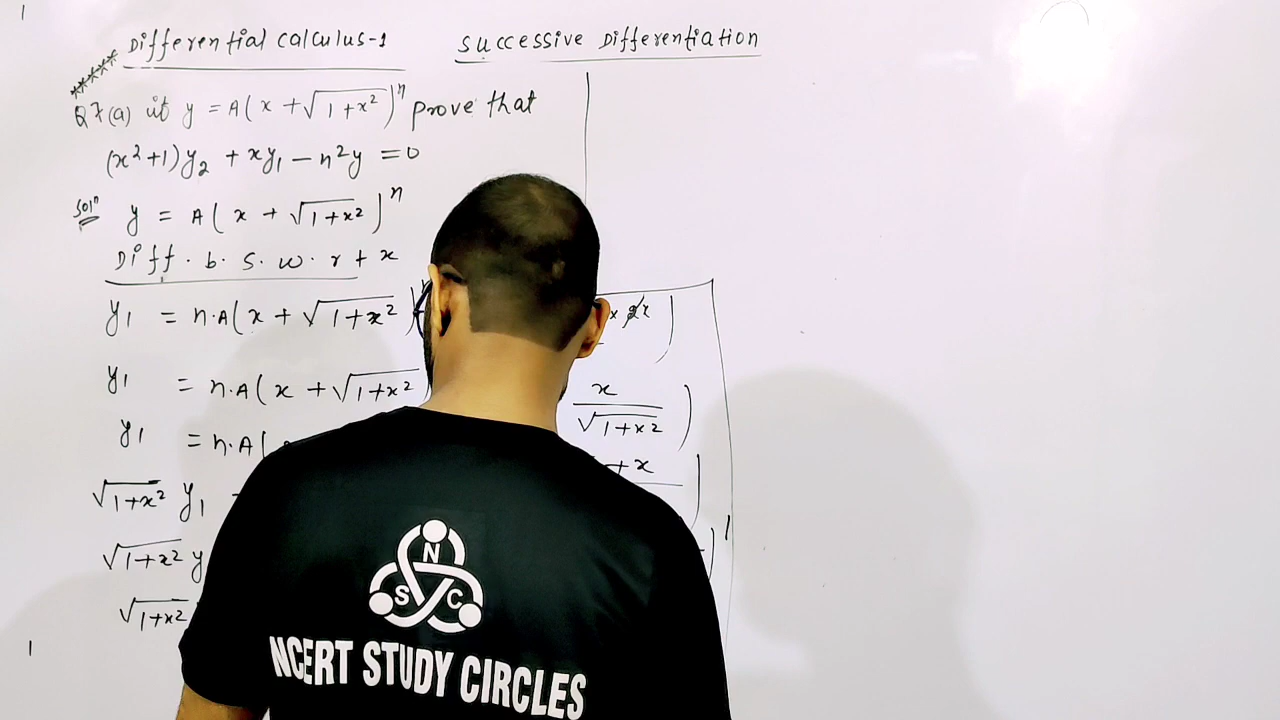 Differential calculus-1
successive Differentiation
*****
Q7(a) if y = A(x + √1+x²)ⁿ prove that
(x²+1)y₂ + xy₁ - n²y = 0
solⁿ y = A(x + √1+x²)ⁿ
Diff. b. s. w. r + x
y₁ = n.A(x + √1+x²) x 2x)
y₁ = n.A(x + √1+x² x/√1+x²)
y₁ = n.A( + x
√1+x² y₁
√1+x² y
√1+x²
N
S C
NCERT STUDY CIRCLES